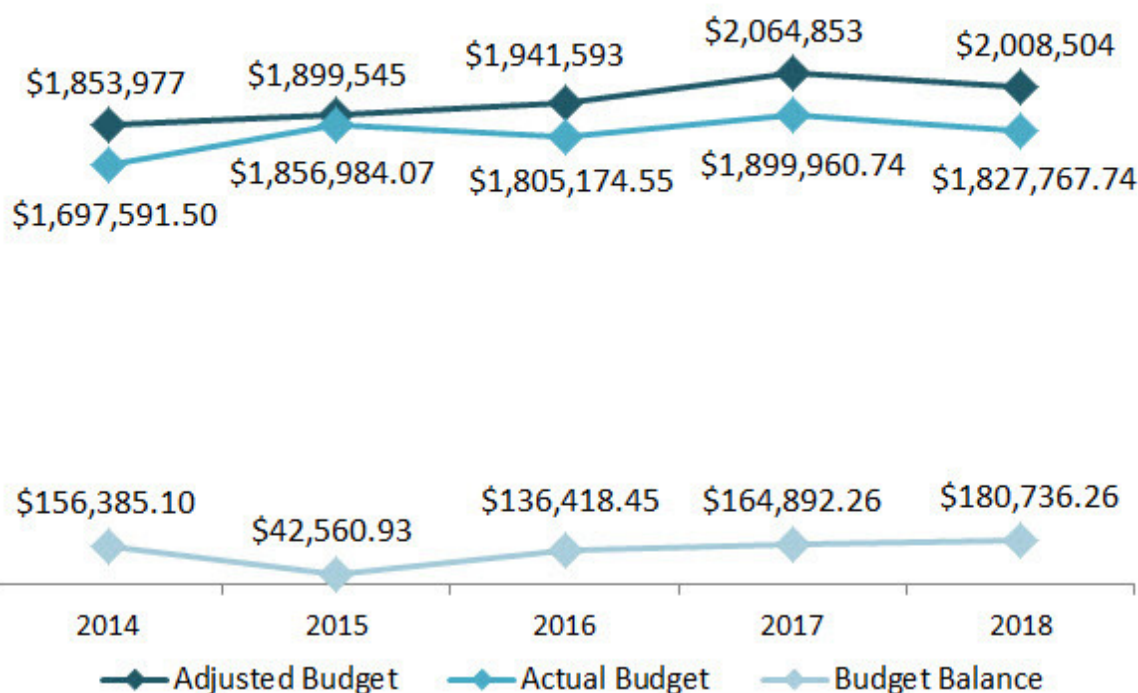 $1,853,977 $1,899,545 $1,941,593 $2,064,853 $2,008,504
$1,697,591.50 $1,856,984.07 $1,805,174.55 $1,899,960.74 $1,827,767.74
$156,385.10 $42,560.93 $136,418.45 $164,892.26 $180,736.26
2014 2015 2016 2017 2018
Adjusted Budget Actual Budget Budget Balance